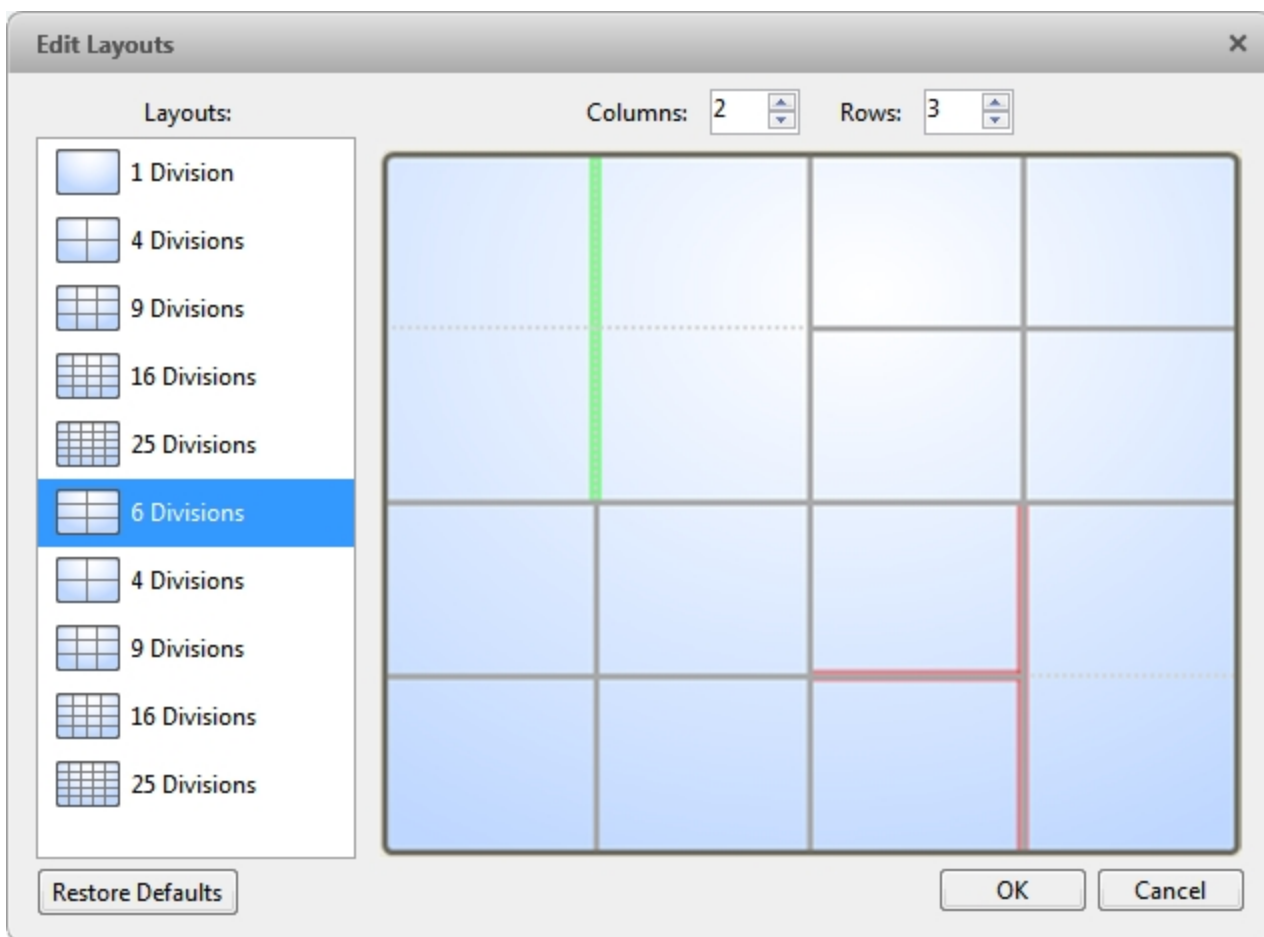 Edit Layouts
Layouts: Columns: 2 Rows: 3
1 Division
4 Divisions
9 Divisions
16 Divisions
25 Divisions
6 Divisions
4 Divisions
9 Divisions
16 Divisions
25 Divisions
Restore Defaults OK Cancel